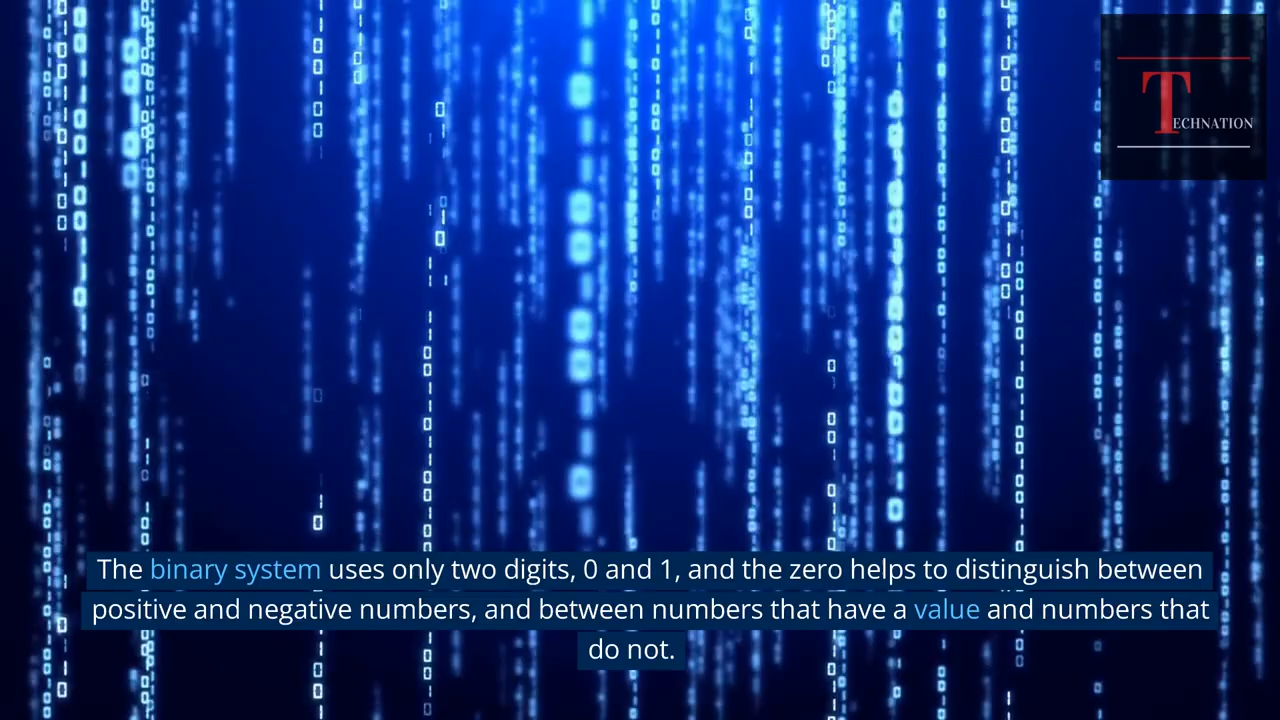 TECHNATION
The binary system uses only two digits, 0 and 1, and the zero helps to distinguish between
positive and negative numbers, and between numbers that have a value and numbers that
do not.